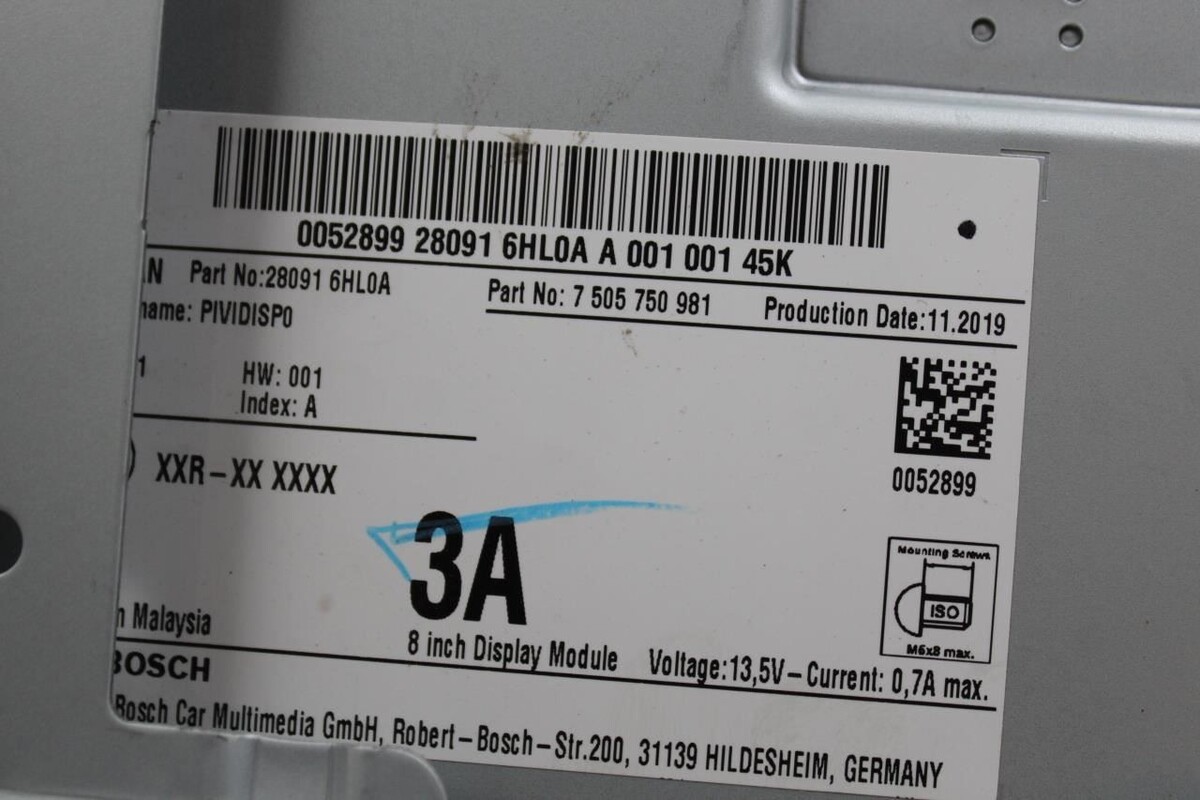 0052899 28091 6HL0A A 001 001 45K
Part No:28091 6HL0A
Part No: 7 505 750 981
Production Date:11.2019
name: PIVIDISP0
1
HW: 001
Index: A
0052899
XXR-XX XXXX
3A
Mounting Screws
ISO
M6x8 max.
Malaysia
8 inch Display Module
Voltage:13,5V-Current: 0,7A max.
BOSCH
Bosch Car Multimedia GmbH, Robert-Bosch-Str.200, 31139 HILDESHEIM, GERMANY